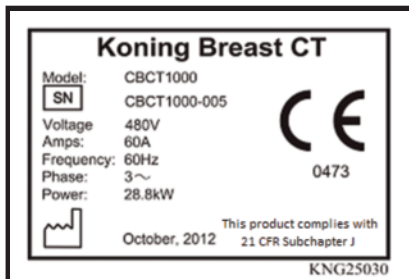 Koning Breast CT
Model: CBCT1000
SN CBCT1000-005
Voltage 480V
Amps: 60A
Frequency: 60Hz
Phase: 3~
Power: 28.8kW
CE
0473
October, 2012
This product complies with
21 CFR Subchapter J
KNG25030